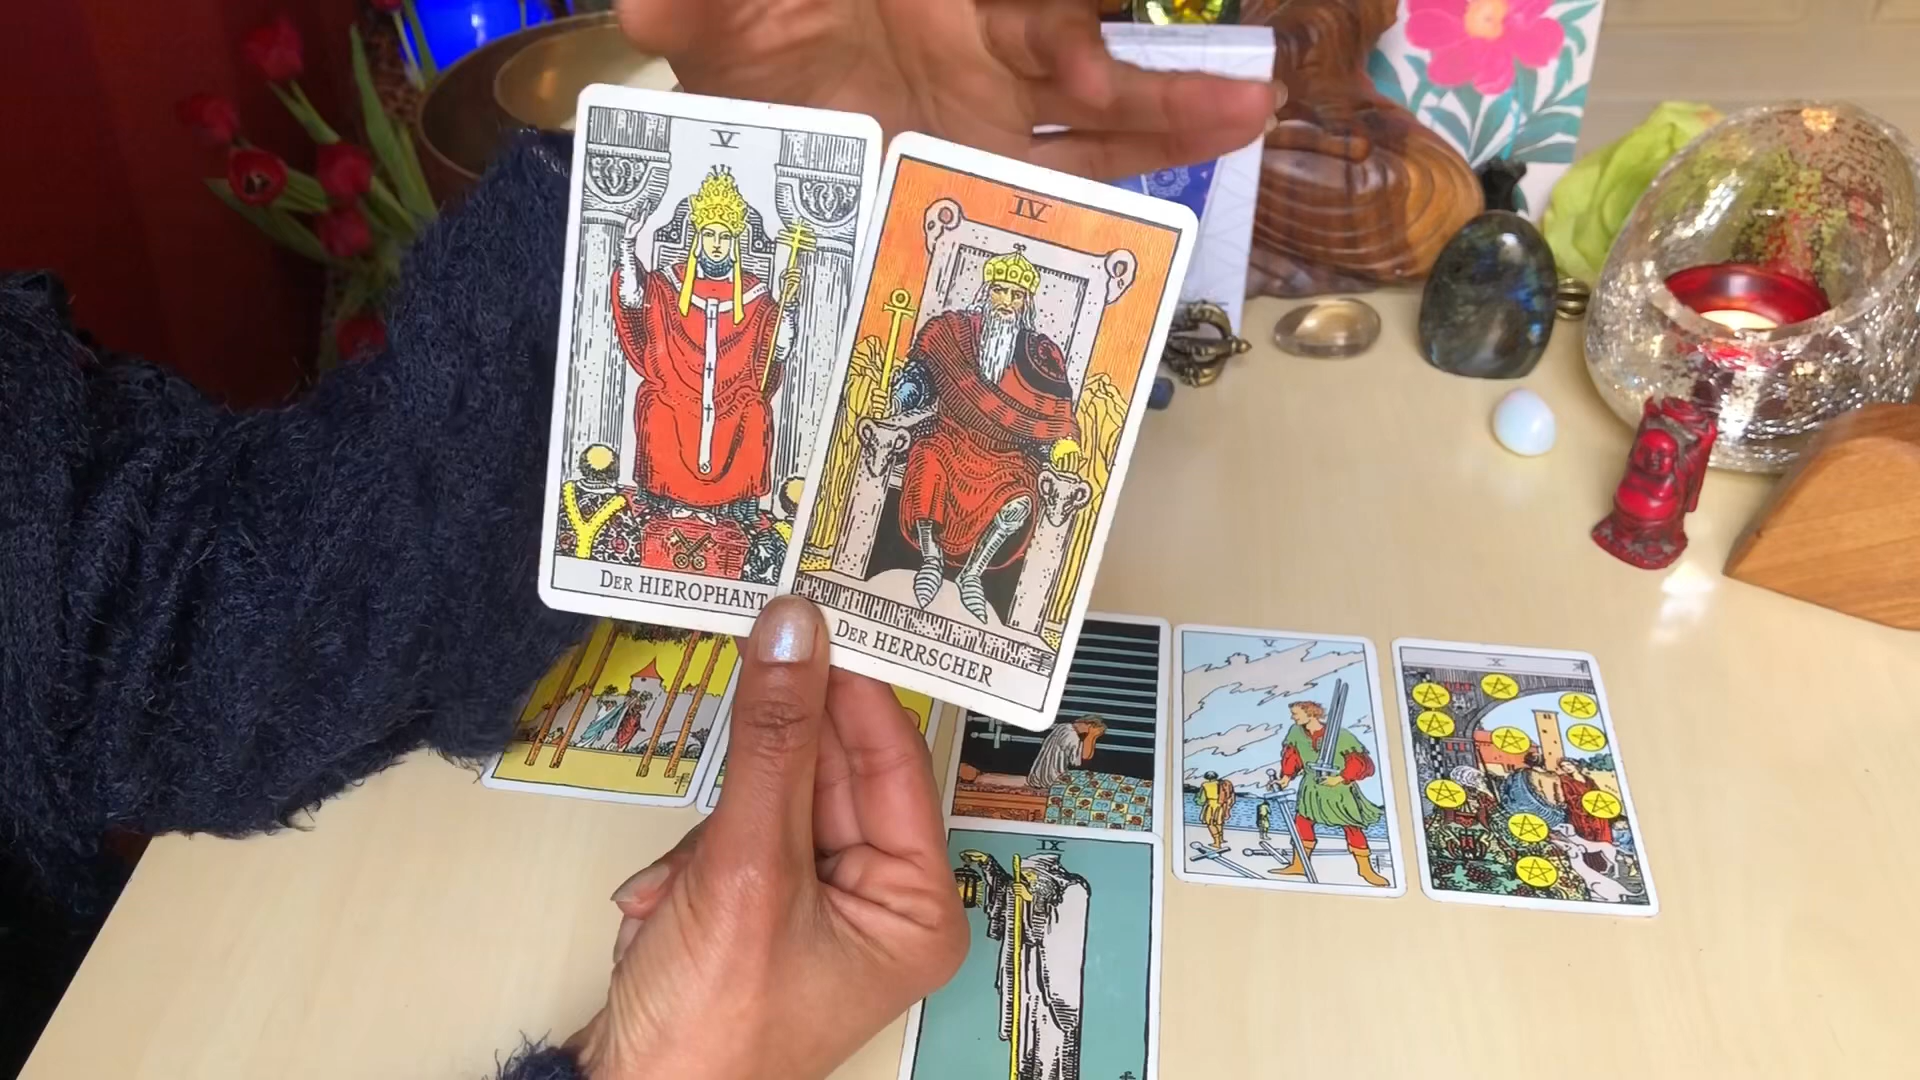 V
IV
DER HIEROPHANT
DER HERRSCHER
V
X
IX